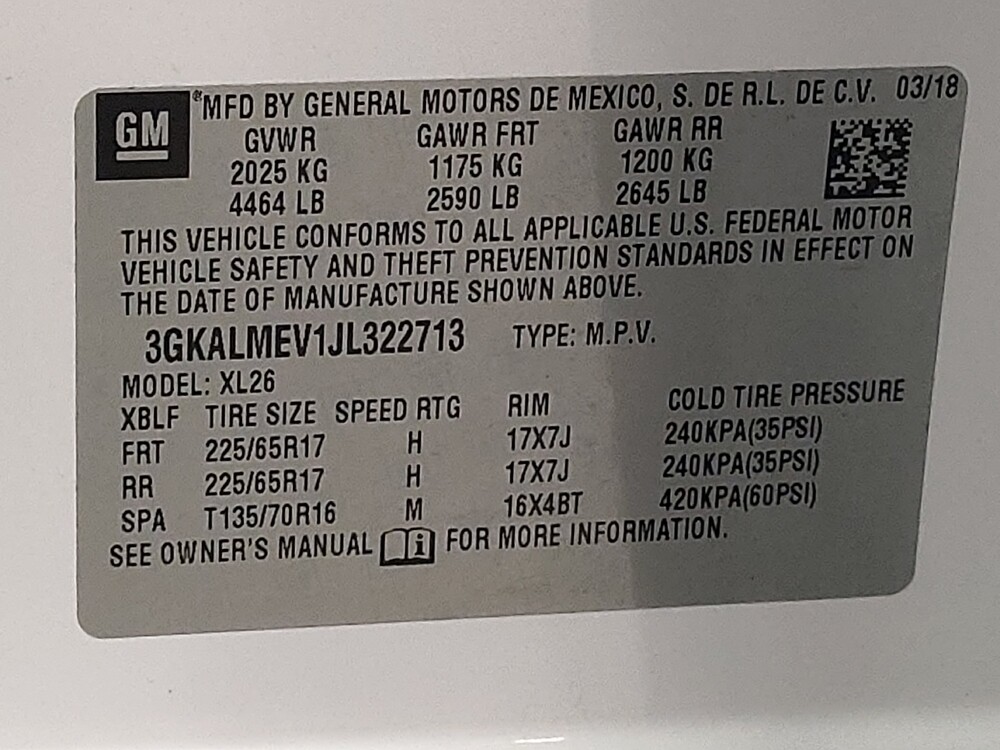 GM
®MFD BY GENERAL MOTORS DE MEXICO, S. DE R.L. DE C.V. 03/18
GVWR GAWR FRT GAWR RR
2025 KG 1175 KG 1200 KG
4464 LB 2590 LB 2645 LB
THIS VEHICLE CONFORMS TO ALL APPLICABLE U.S. FEDERAL MOTOR
VEHICLE SAFETY AND THEFT PREVENTION STANDARDS IN EFFECT ON
THE DATE OF MANUFACTURE SHOWN ABOVE.
3GKALMEV1JL322713 TYPE: M.P.V.
MODEL: XL26
XBLF TIRE SIZE SPEED RTG RIM COLD TIRE PRESSURE
FRT 225/65R17 H 17X7J 240KPA(35PSI)
RR 225/65R17 H 17X7J 240KPA(35PSI)
SPA T135/70R16 M 16X4BT 420KPA(60PSI)
SEE OWNER'S MANUAL i FOR MORE INFORMATION.